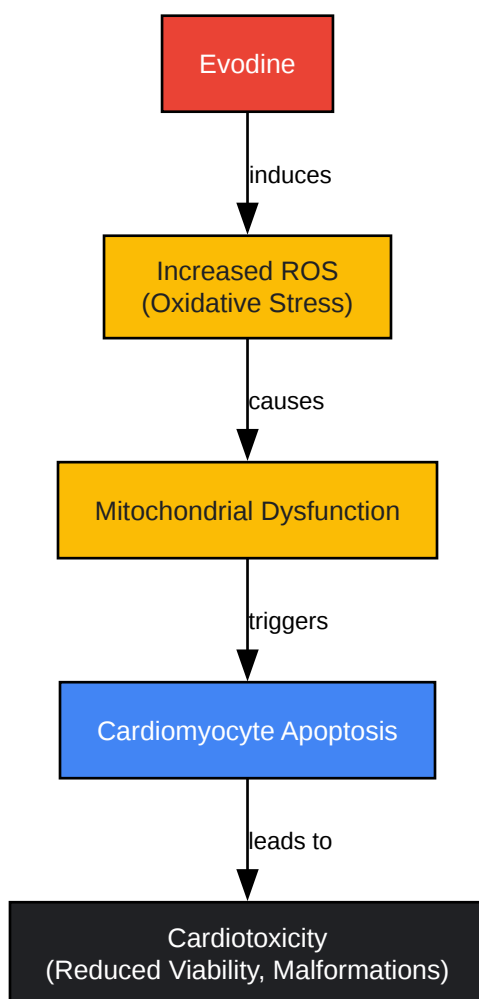 Evodine
induces
Increased ROS
(Oxidative Stress)
causes
Mitochondrial Dysfunction
triggers
Cardiomyocyte Apoptosis
leads to
Cardiotoxicity
(Reduced Viability, Malformations)